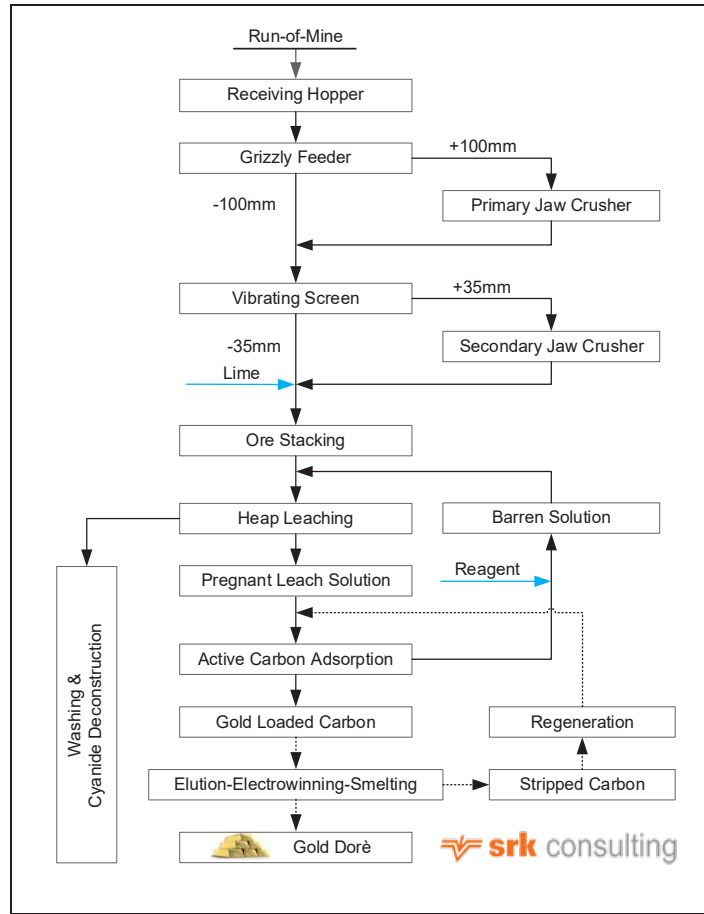 Run-of-Mine
Receiving Hopper
Grizzly Feeder
+100mm
-100mm
Primary Jaw Crusher
Vibrating Screen
+35mm
-35mm
Secondary Jaw Crusher
Lime
Ore Stacking
Heap Leaching
Barren Solution
Pregnant Leach Solution
Reagent
Active Carbon Adsorption
Washing &
Cyanide Deconstruction
Gold Loaded Carbon
Regeneration
Elution-Electrowinning-Smelting
Stripped Carbon
Gold Dorè
srk consulting